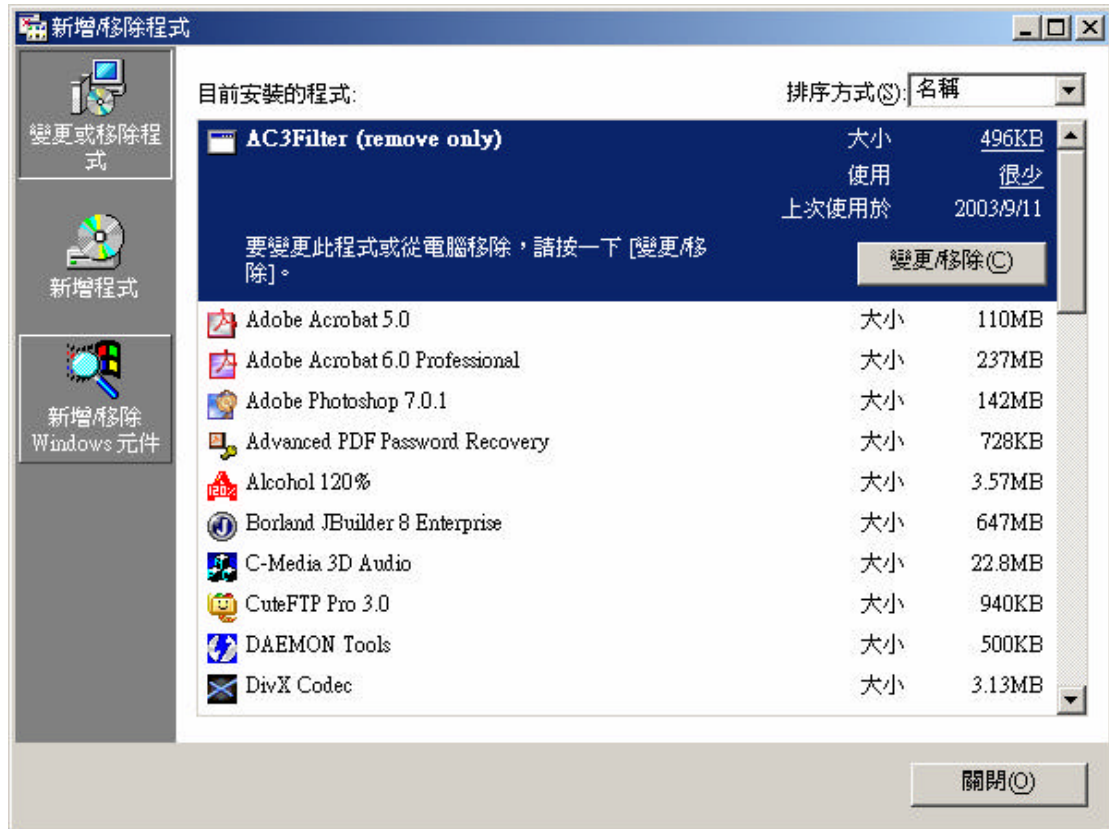 新增/移除程式
變更或移除程
式
新增程式
新增/移除
Windows 元件
目前安裝的程式:
排序方式(S): 名稱
AC3Filter (remove only) 大小 496KB
使用 很少
上次使用於 2003/9/11
要變更此程式或從電腦移除，請按一下 [變更/移
除]。
變更/移除(C)
Adobe Acrobat 5.0 大小 110MB
Adobe Acrobat 6.0 Professional 大小 237MB
Adobe Photoshop 7.0.1 大小 142MB
Advanced PDF Password Recovery 大小 728KB
Alcohol 120% 大小 3.57MB
Borland JBuilder 8 Enterprise 大小 647MB
C-Media 3D Audio 大小 22.8MB
CuteFTP Pro 3.0 大小 940KB
DAEMON Tools 大小 500KB
DivX Codec 大小 3.13MB
關閉(O)